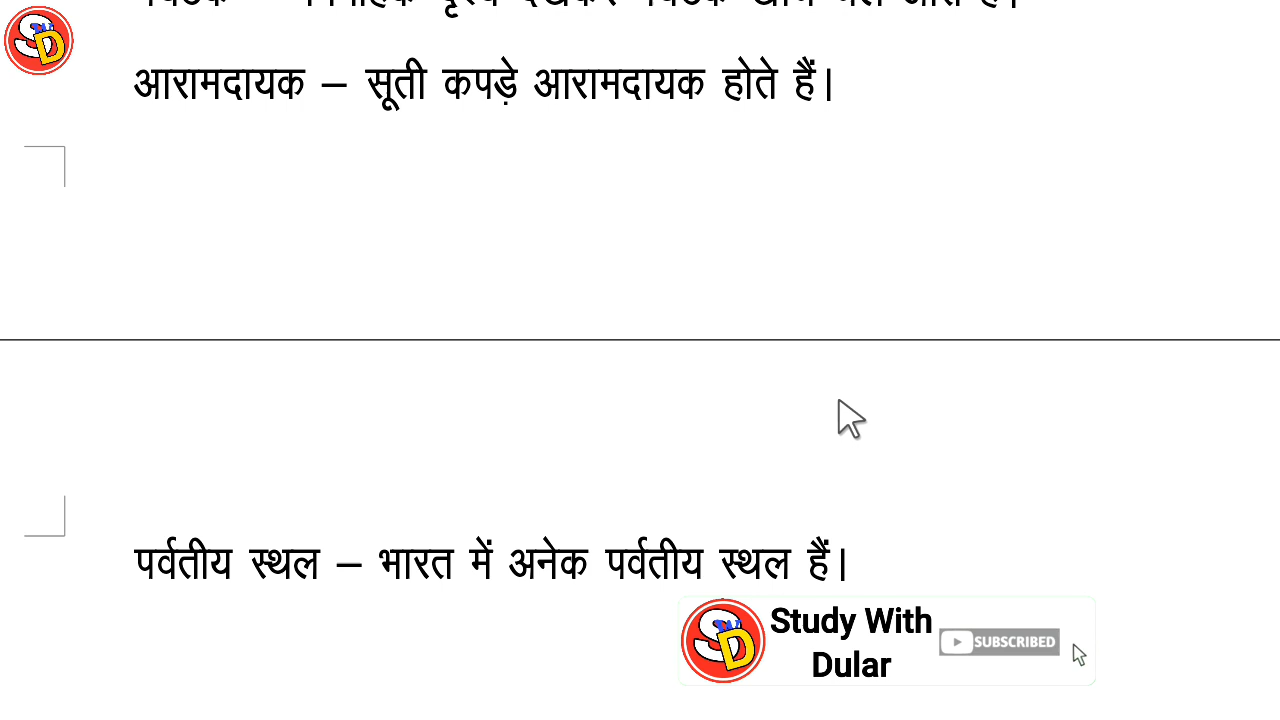 आरामदायक – सूती कपड़े आरामदायक होते हैं।
पर्वतीय स्थल – भारत में अनेक पर्वतीय स्थल हैं।
Study With
Dular
SUBSCRIBED